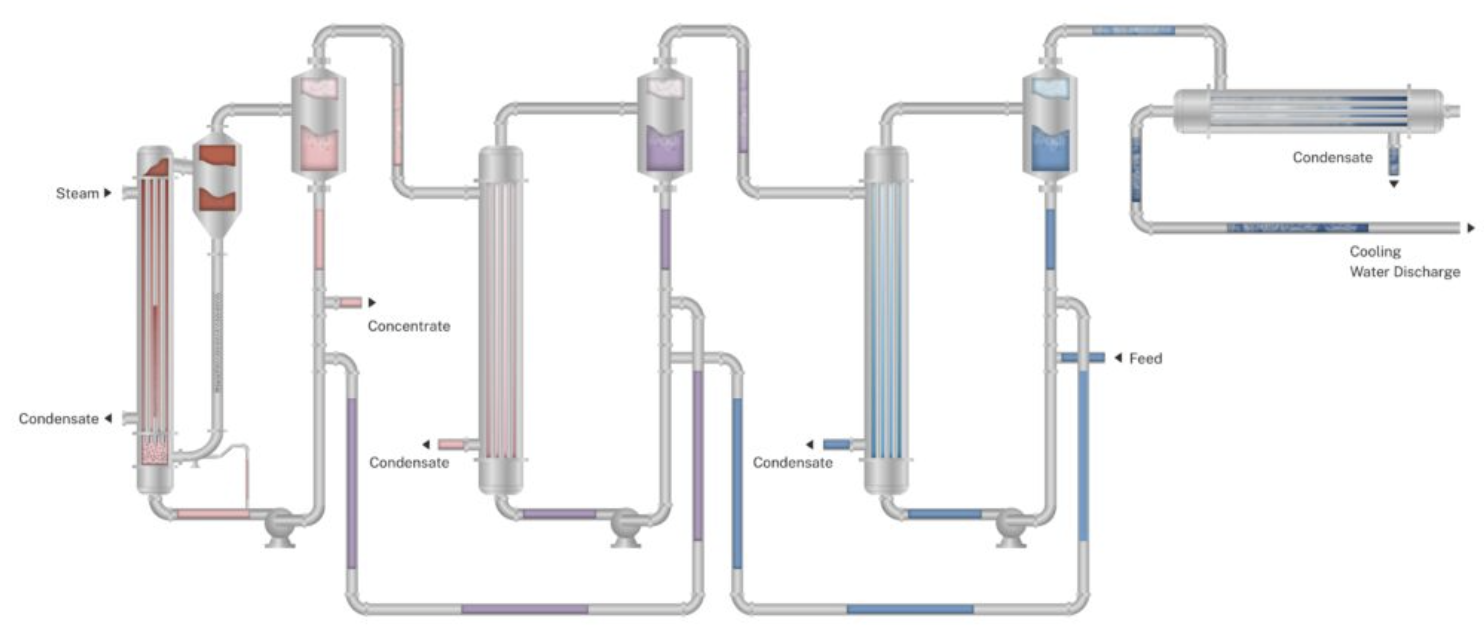 Steam
Condensate
Concentrate
Condensate
Condensate
Feed
Condensate
Cooling
Water Discharge